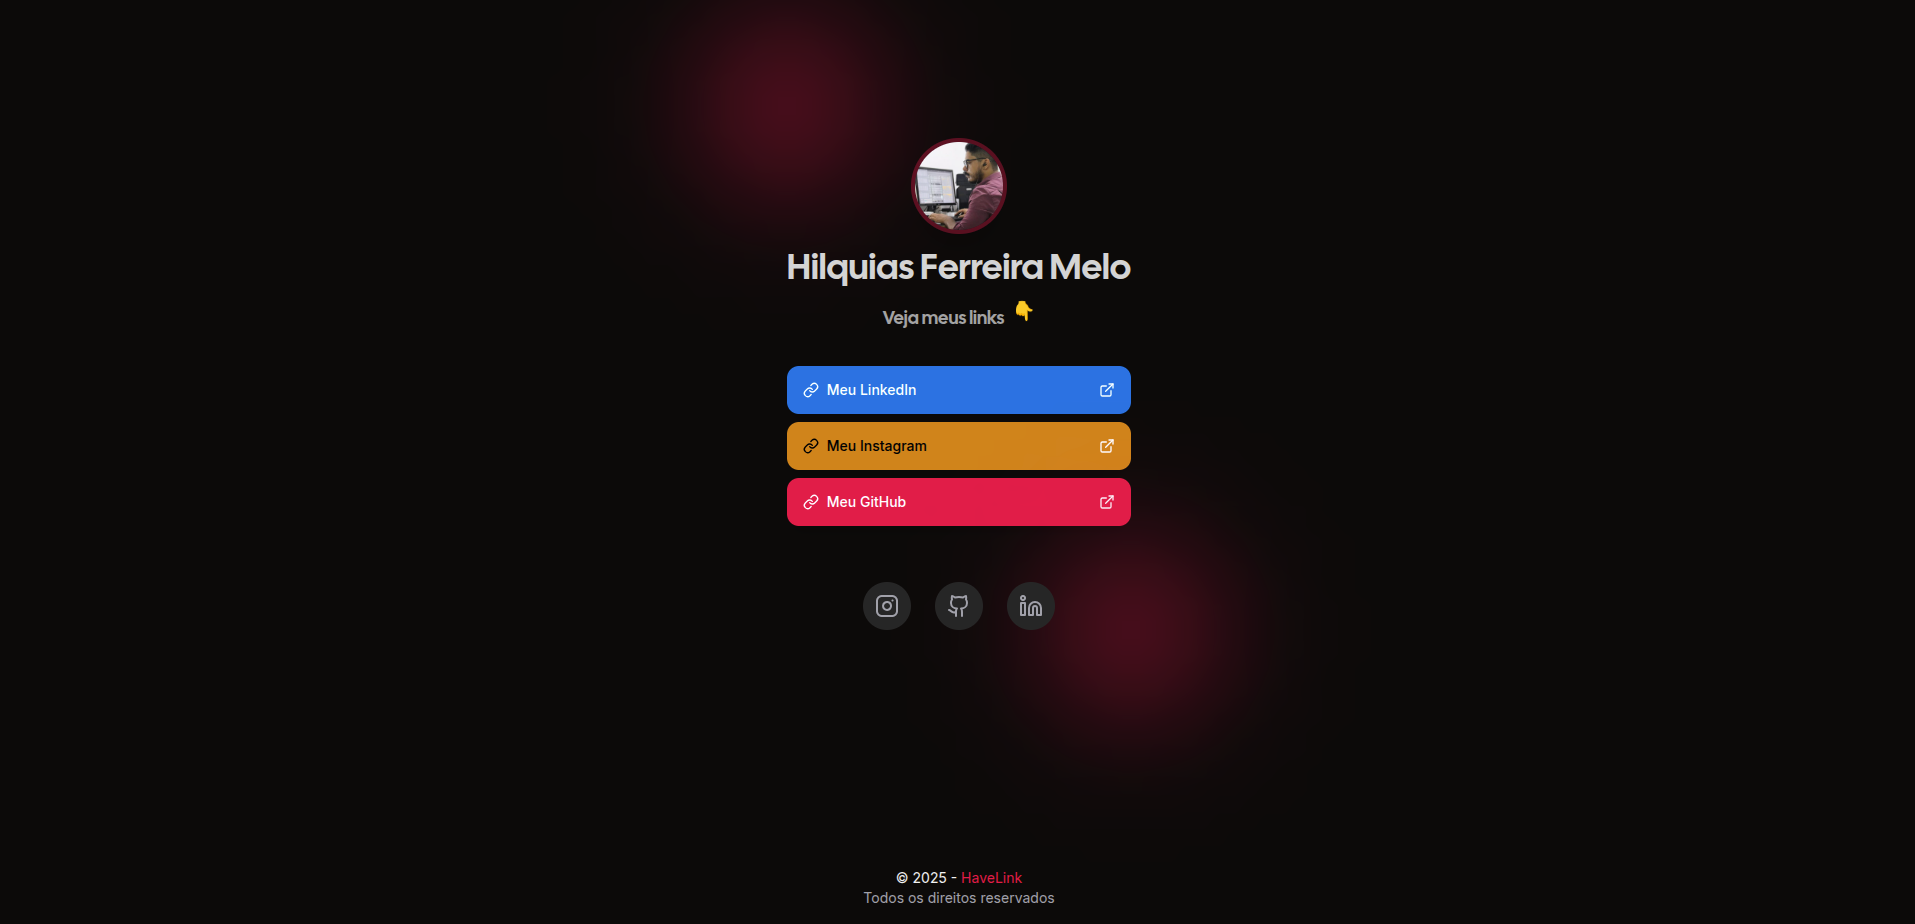 Hilquias Ferreira Melo
Veja meus links 👇
Meu LinkedIn
Meu Instagram
Meu GitHub
© 2025 - HaveLink
Todos os direitos reservados